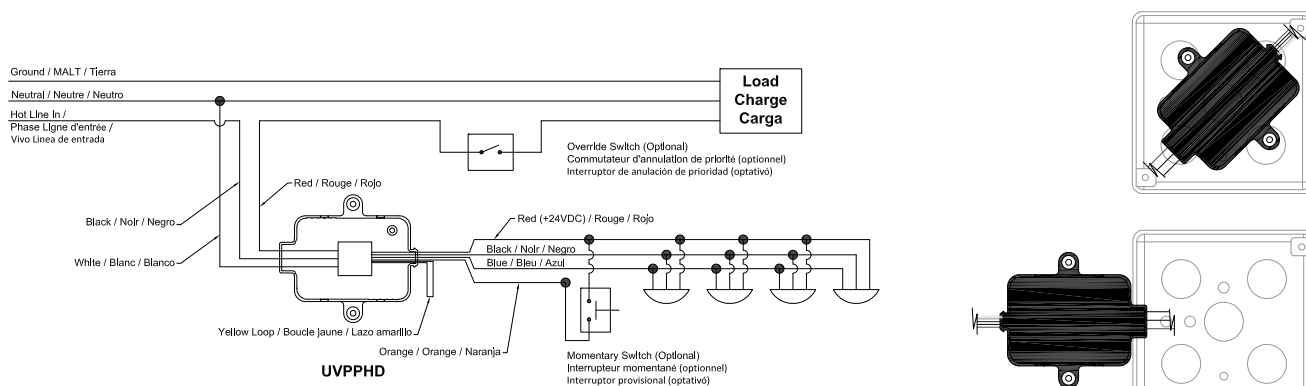 Ground / MALT / Tierra
Neutral / Neutre / Neutro
Hot Line In /
Phase Ligne d'entrée /
Vivo Linea de entrada
Load
Charge
Carga
Override Switch (Optional)
Commutateur d'annulation de priorité (optionnel)
Interruptor de anulación de prioridad (optativó)
Red / Rouge / Rojo
Black / Noir / Negro
White / Blanc / Blanco
Red (+24VDC) / Rouge / Rojo
Black / Noir / Negro
Blue / Bleu / Azul
Yellow Loop / Boucle jaune / Lazo amarillo
Orange / Orange / Naranja
UVPPHD
Momentary Switch (Optional)
Interrupteur momentané (optionnel)
Interruptor provisional (optativó)